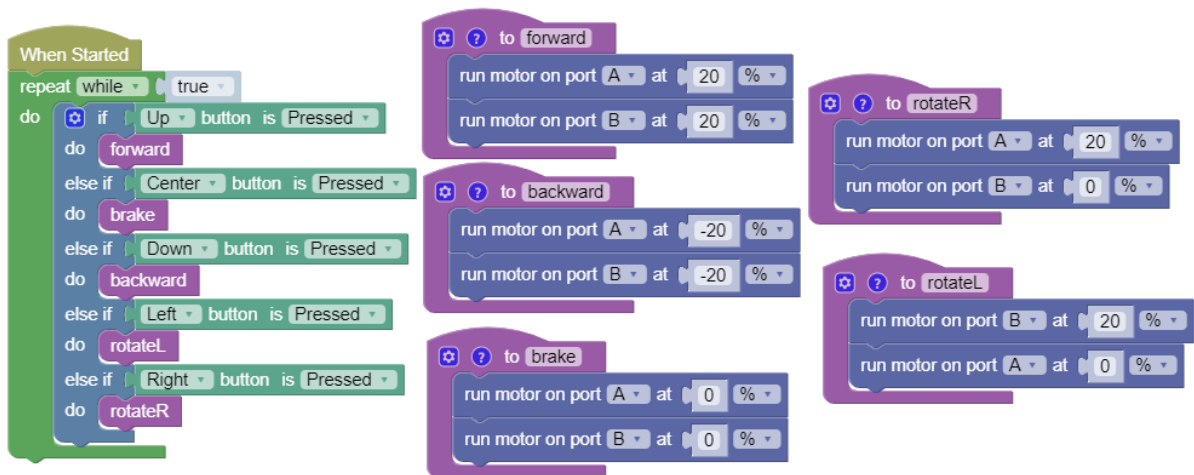 When Started
repeat while true
do if Up button is Pressed
do forward
else if Center button is Pressed
do brake
else if Down button is Pressed
do backward
else if Left button is Pressed
do rotateL
else if Right button is Pressed
do rotateR
? to forward
run motor on port A at 20 %
run motor on port B at 20 %
? to backward
run motor on port A at -20 %
run motor on port B at -20 %
? to brake
run motor on port A at 0 %
run motor on port B at 0 %
? to rotateR
run motor on port A at 20 %
run motor on port B at 0 %
? to rotateL
run motor on port B at 20 %
run motor on port A at 0 %